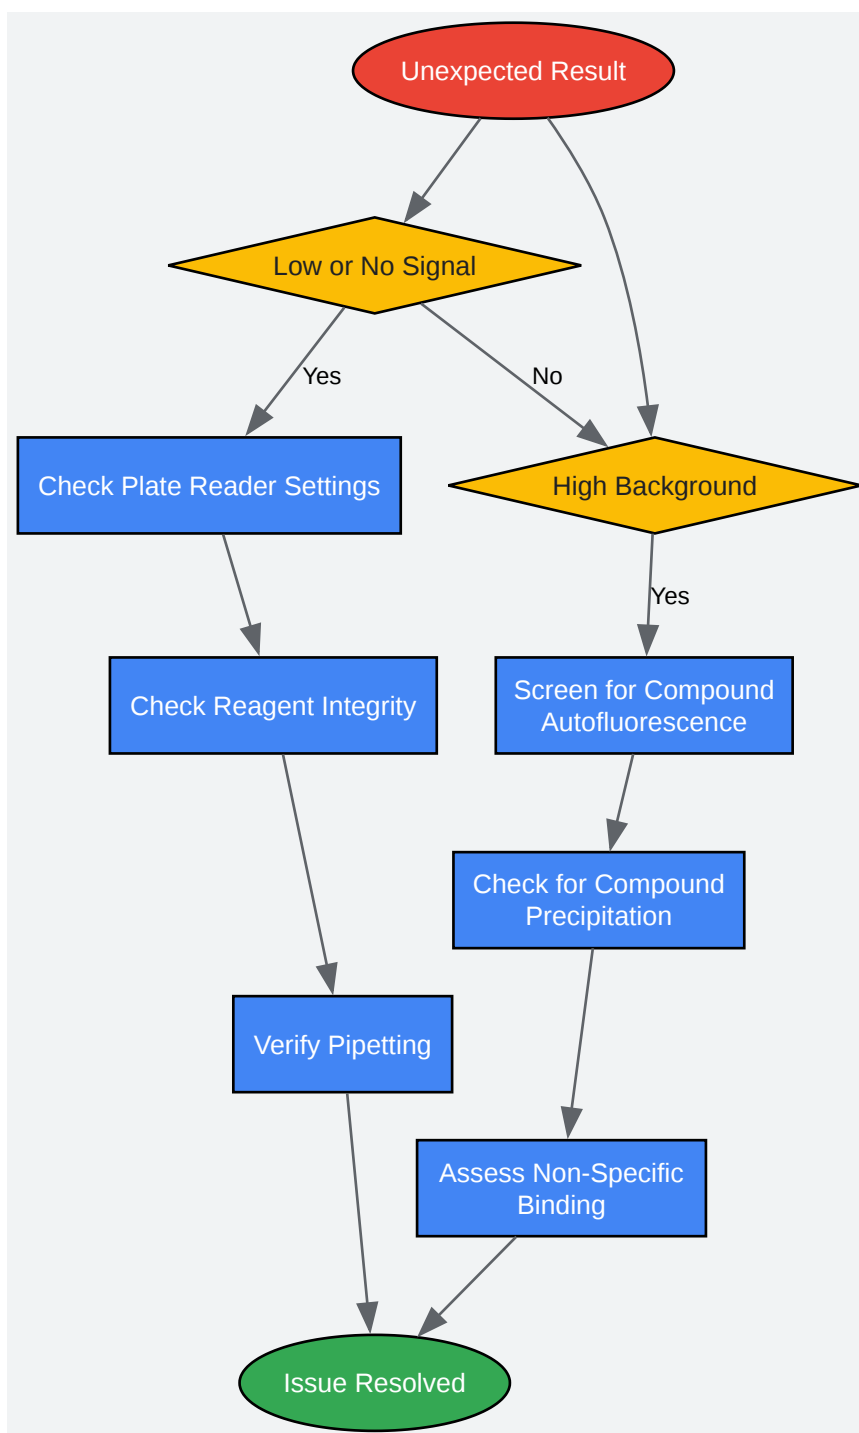 Unexpected Result
Low or No Signal
Yes
No
Check Plate Reader Settings
High Background
Yes
Check Reagent Integrity
Screen for Compound
Autofluorescence
Check for Compound
Precipitation
Verify Pipetting
Assess Non-Specific
Binding
Issue Resolved